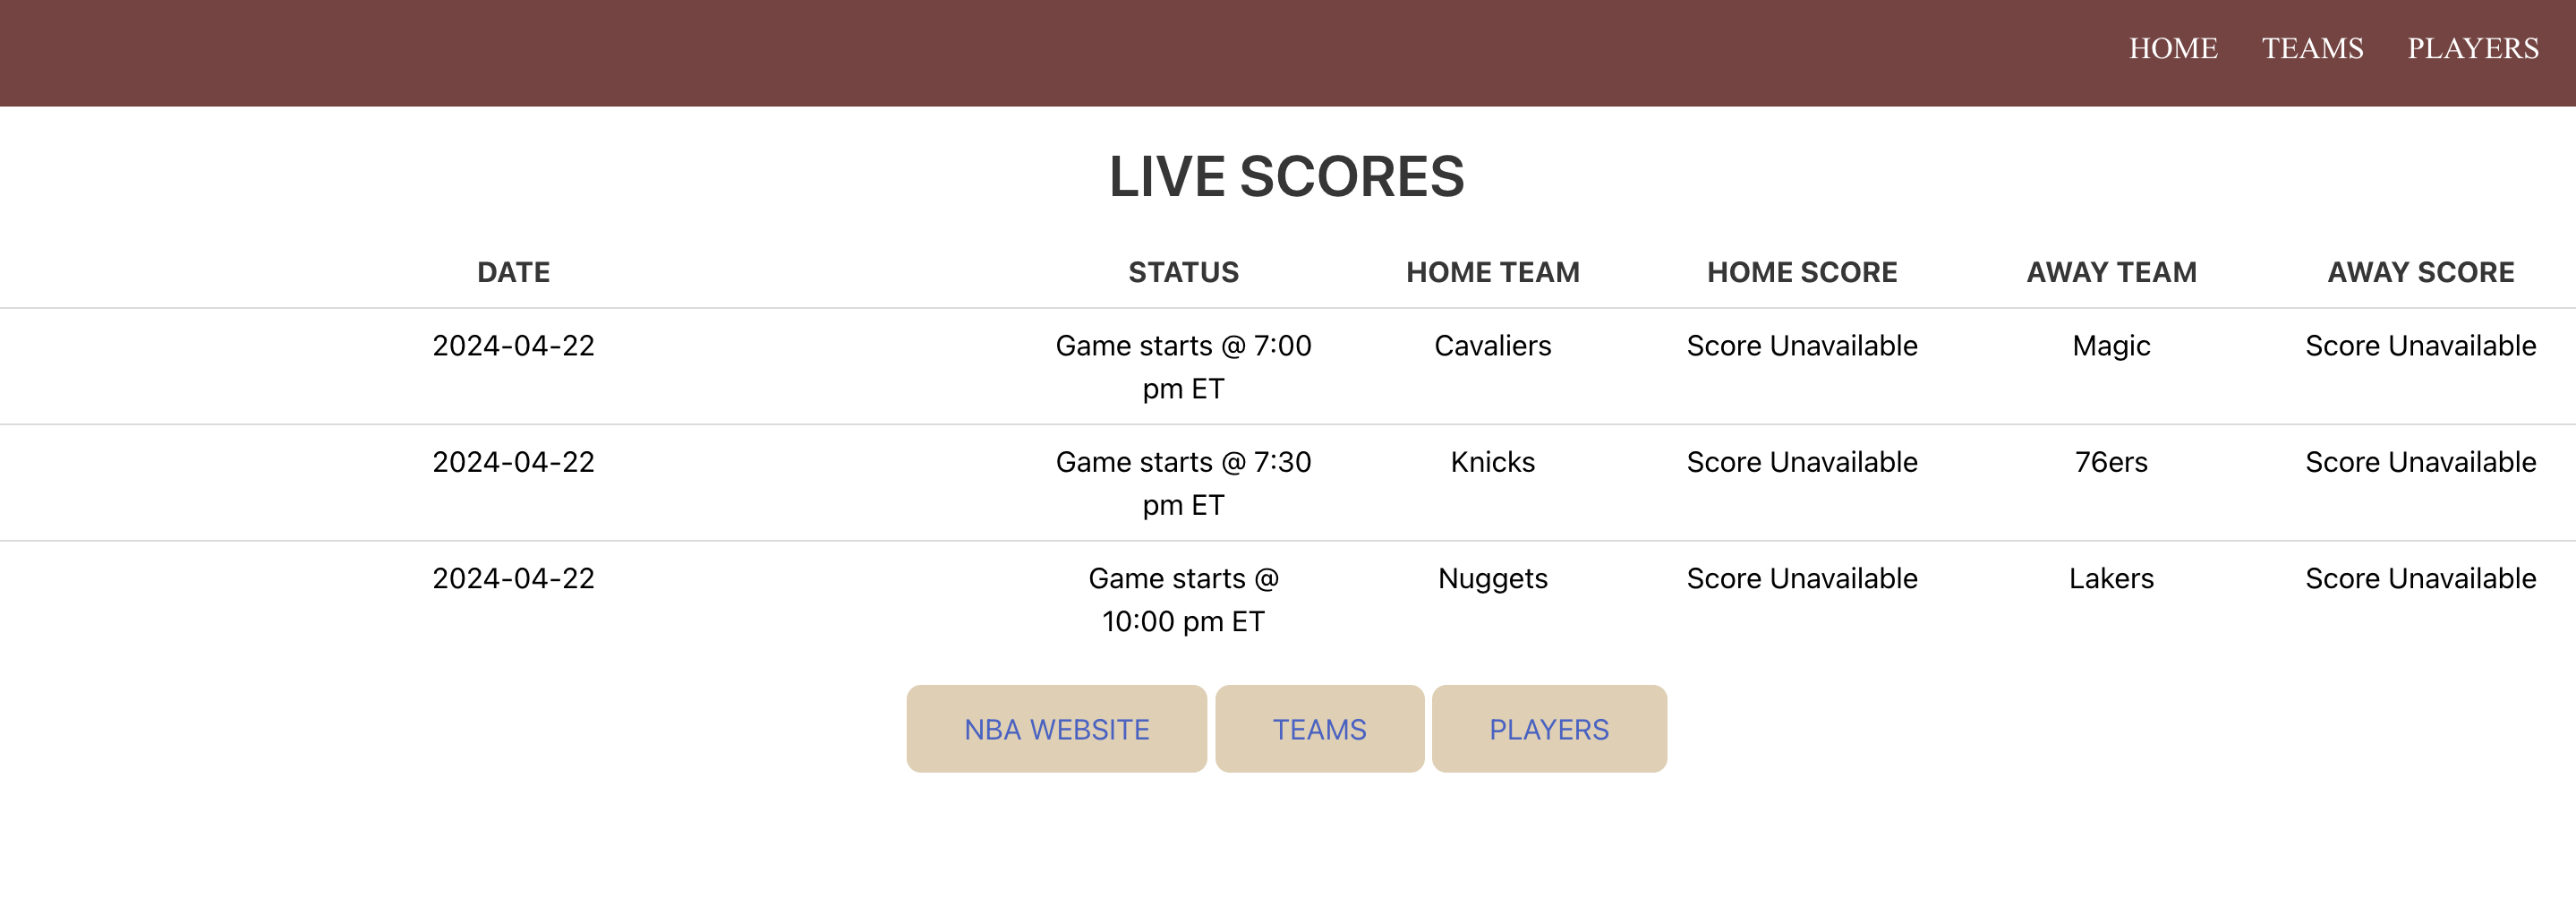 HOME TEAMS PLAYERS
LIVE SCORES
DATE STATUS HOME TEAM HOME SCORE AWAY TEAM AWAY SCORE
2024-04-22 Game starts @ 7:00 pm ET Cavaliers Score Unavailable Magic Score Unavailable
2024-04-22 Game starts @ 7:30 pm ET Knicks Score Unavailable 76ers Score Unavailable
2024-04-22 Game starts @ 10:00 pm ET Nuggets Score Unavailable Lakers Score Unavailable
NBA WEBSITE TEAMS PLAYERS